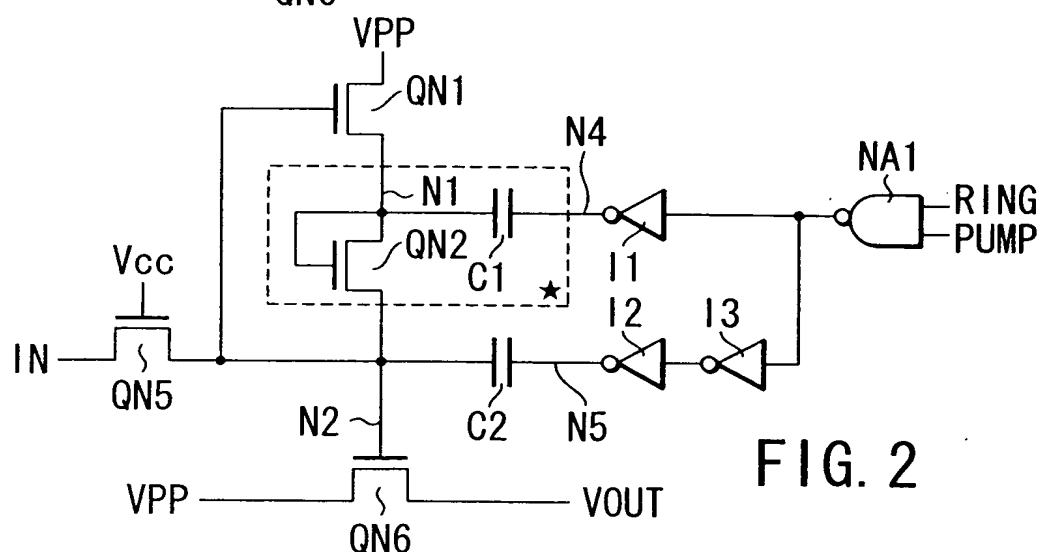 VPP
QN1
N4
NA1
N1
RING
QN2
PUMP
Vcc
C1
I1
★
I2
I3
IN
QN5
N2
C2
N5
VPP
VOUT
QN6
FIG. 2